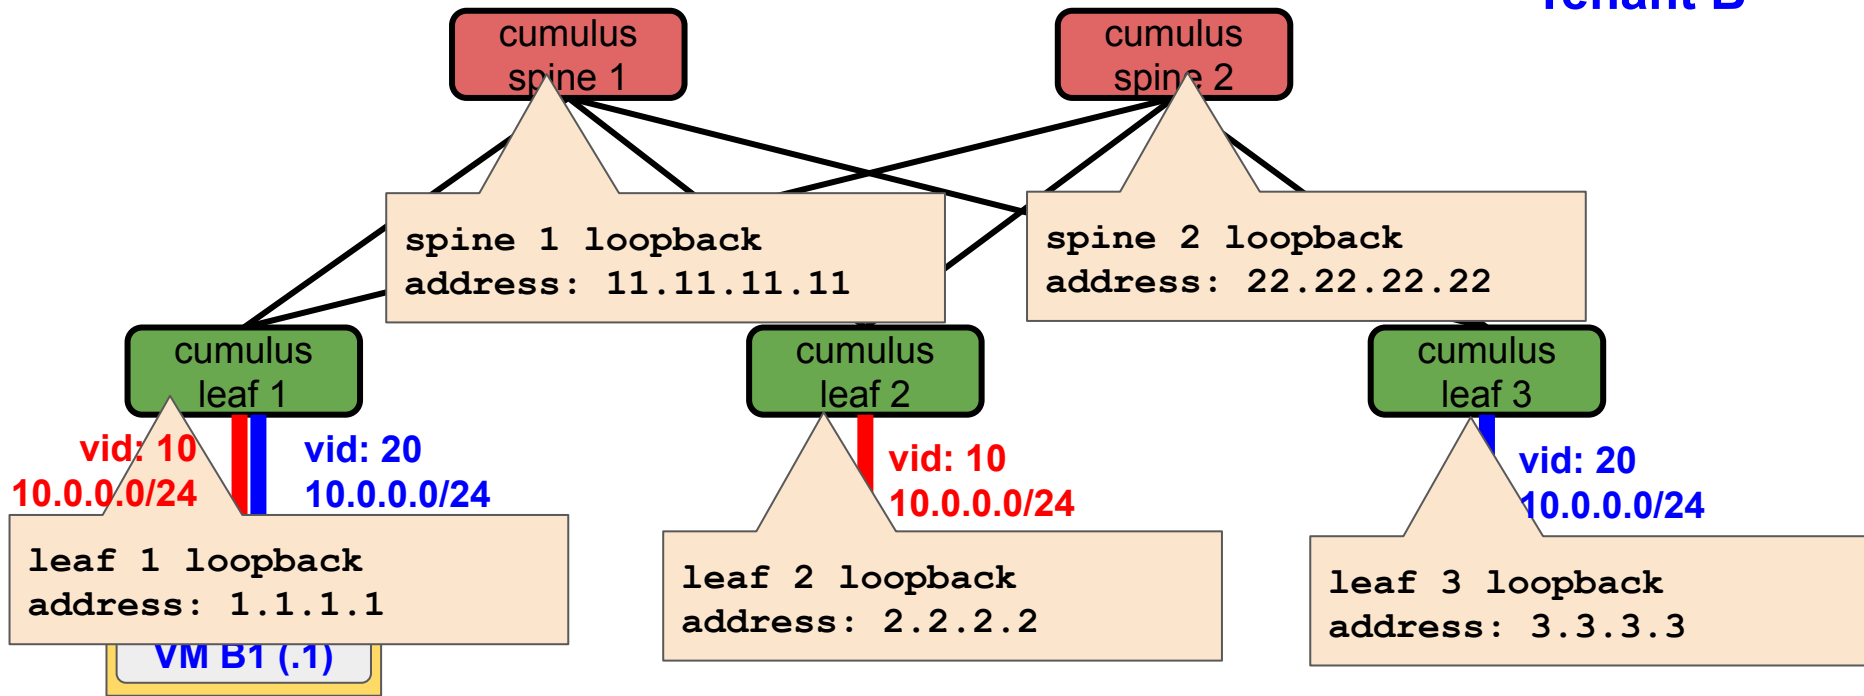 Tenant B
cumulus
spine 1
cumulus
spine 2
spine 1 loopback
address: 11.11.11.11
spine 2 loopback
address: 22.22.22.22
cumulus
leaf 1
cumulus
leaf 2
cumulus
leaf 3
vid: 10
10.0.0.0/24
vid: 20
10.0.0.0/24
vid: 10
10.0.0.0/24
vid: 20
10.0.0.0/24
leaf 1 loopback
address: 1.1.1.1
leaf 2 loopback
address: 2.2.2.2
leaf 3 loopback
address: 3.3.3.3
VM B1 (.1)